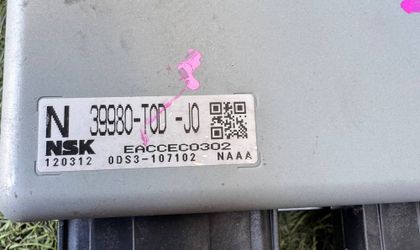 N 39980-T0D -J0
NSK EACCEC0302
120312 0DS3-107102 NAAA